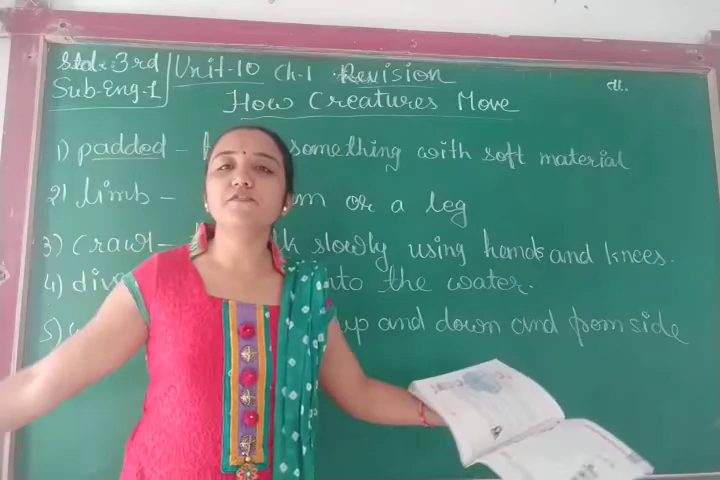 Std:- 3rd
Sub-Eng-1
Unit-10 Ch-1 Revision
How Creatures Move
1) padded - something with soft material
2) limb - or a leg
3) Crawl - slowly using hands and knees.
4) into the water.
5) up and down and from side